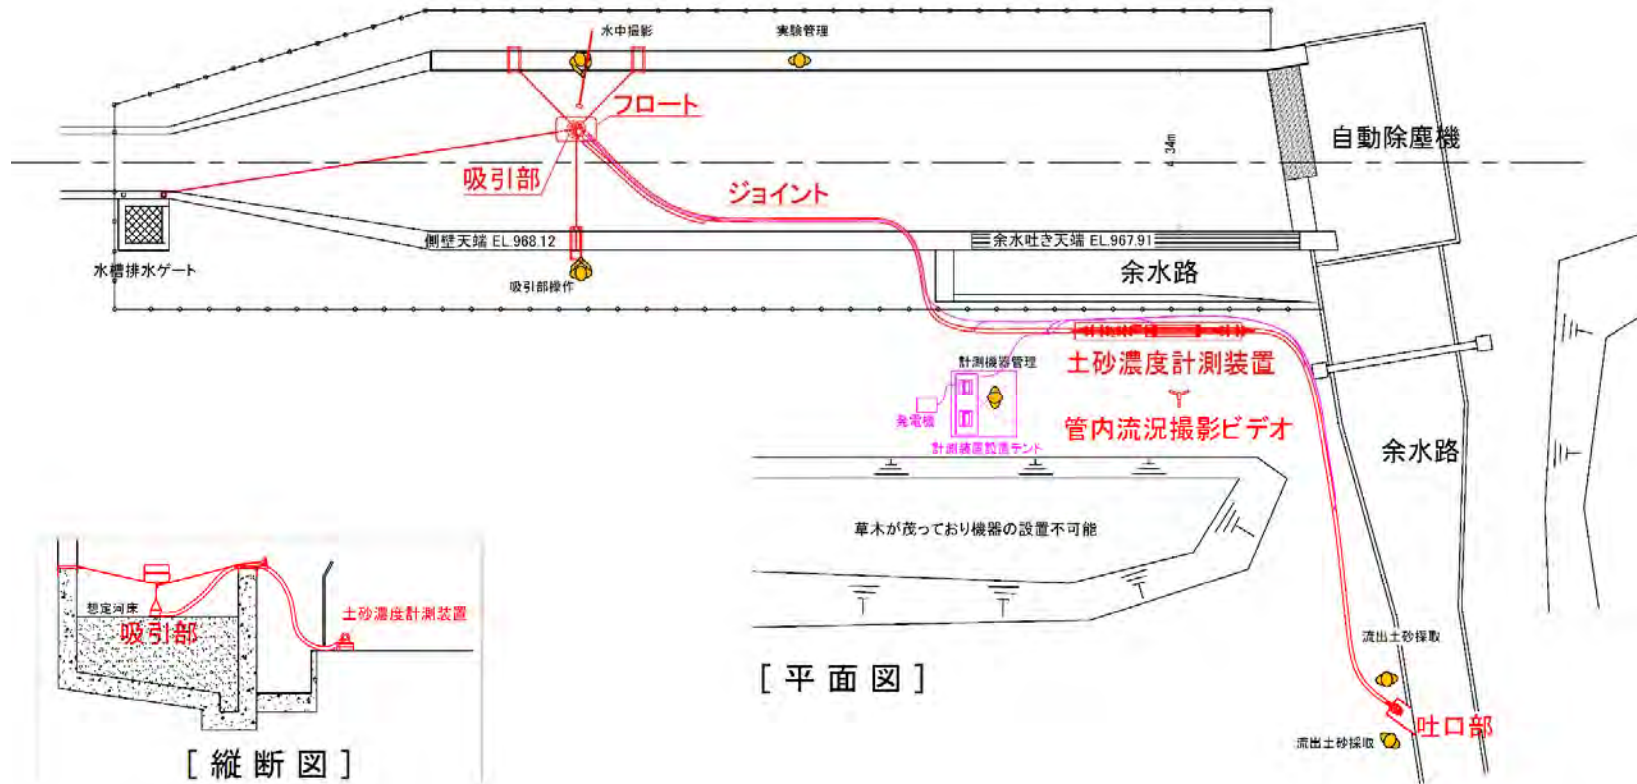 水中撮影
実験管理
フロート
自動除塵機
吸引部
ジョイント
側壁天端 EL.968.12
余水吐き天端 EL.967.91
水槽排水ゲート
吸引部操作
余水路
計測機器管理
土砂濃度計測装置
発電機
管内流況撮影ビデオ
計測装置設置テント
余水路
草木が茂っており機器の設置不可能
想定河床
土砂濃度計測装置
吸引部
流出土砂採取
[平面図]
吐口部
流出土砂採取
[縦断図]